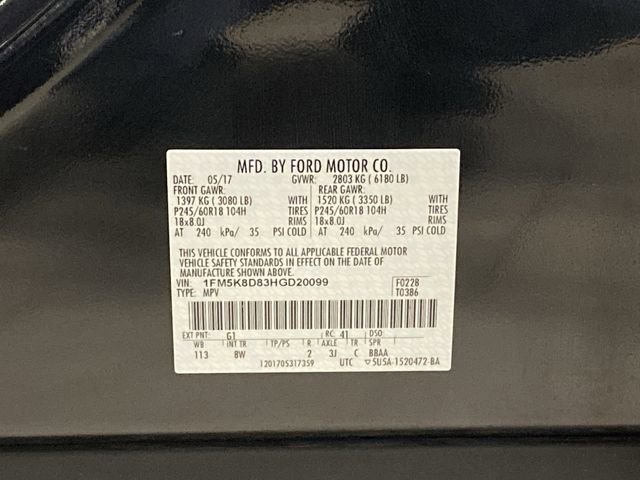 MFD. BY FORD MOTOR CO.
DATE: 05/17 GVWR: 2803 KG ( 6180 LB)
FRONT GAWR: REAR GAWR:
1397 KG ( 3080 LB) 1520 KG ( 3350 LB)
P245/60R18 104H TIRES P245/60R18 104H TIRES
18x8.0J RIMS 18x8.0J RIMS
AT 240 kPa/ 35 PSI COLD AT 240 kPa/ 35 PSI COLD
THIS VEHICLE CONFORMS TO ALL APPLICABLE FEDERAL MOTOR
VEHICLE SAFETY STANDARDS IN EFFECT ON THE DATE OF
MANUFACTURE SHOWN ABOVE.
VIN: 1FM5K8D83HGD20099 F0228
TYPE: MPV T0386
EXT PNT: G1 RC: 41 DSO:
WB INT TR TP/PS R AXLE TR SPR
113 8W 2 3J C BBAA
1201705317359 UTC ▽5U5A-1520472-BA